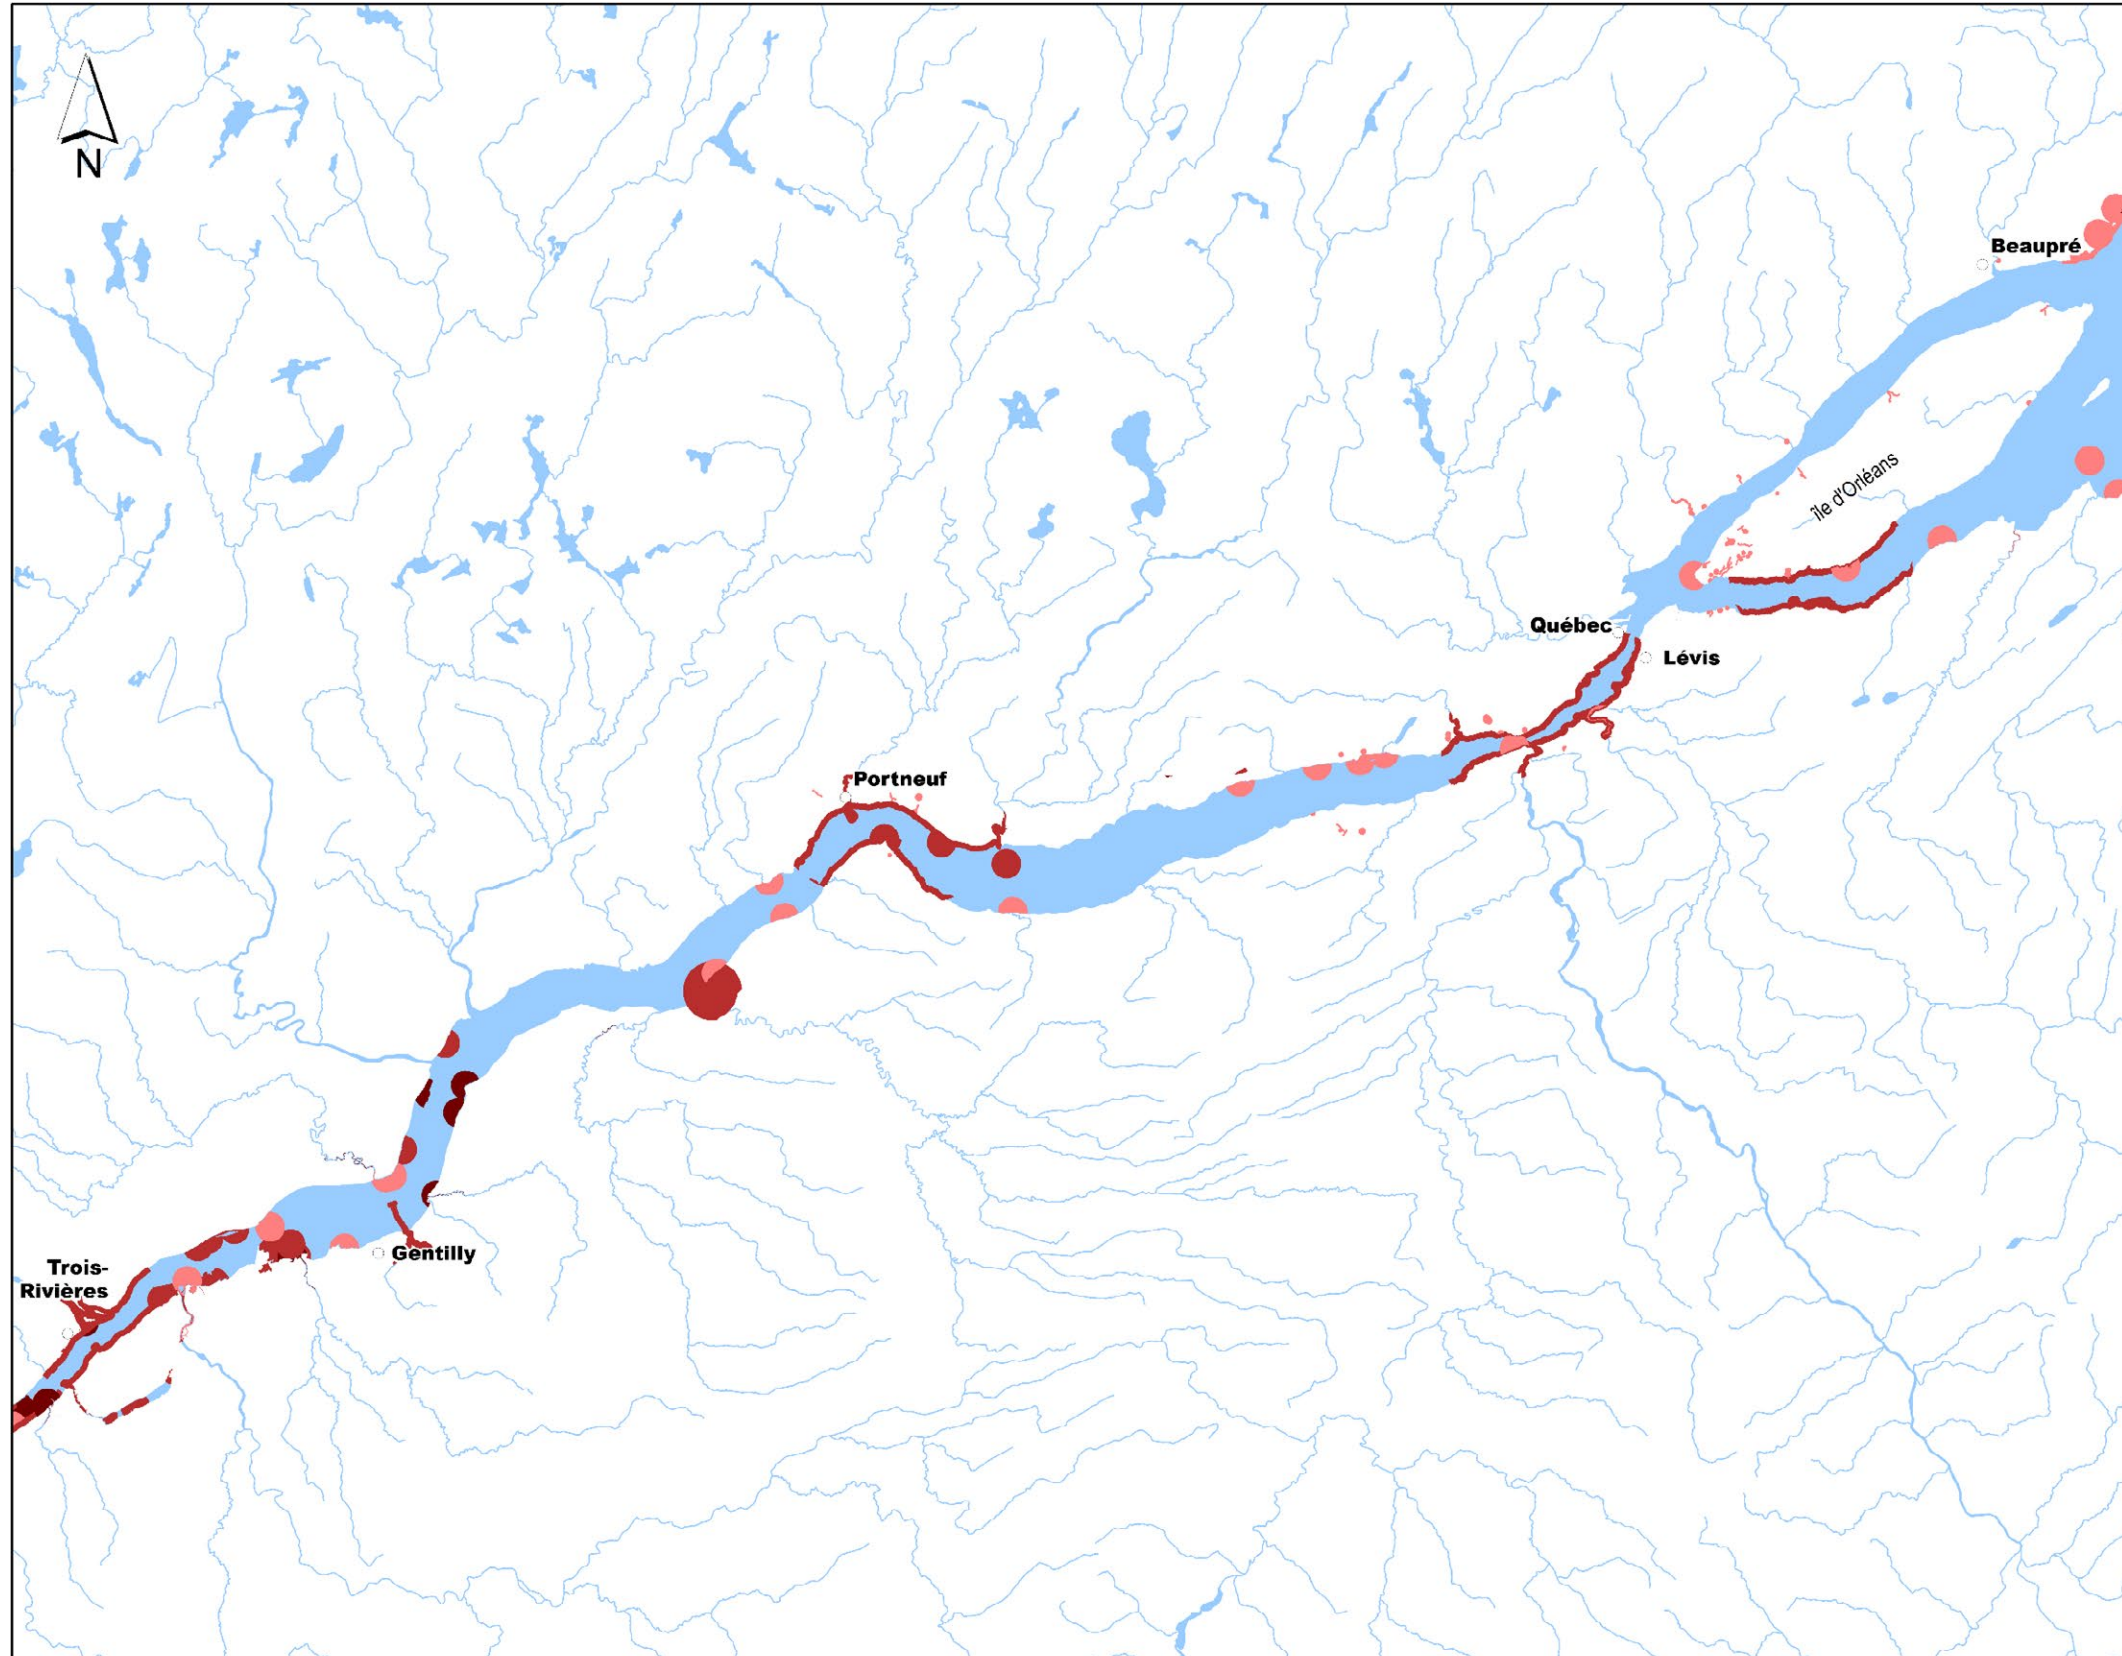 N
Beaupré
île d'Orléans
Québec
Lévis
Portneuf
Gentilly
Trois-
Rivières